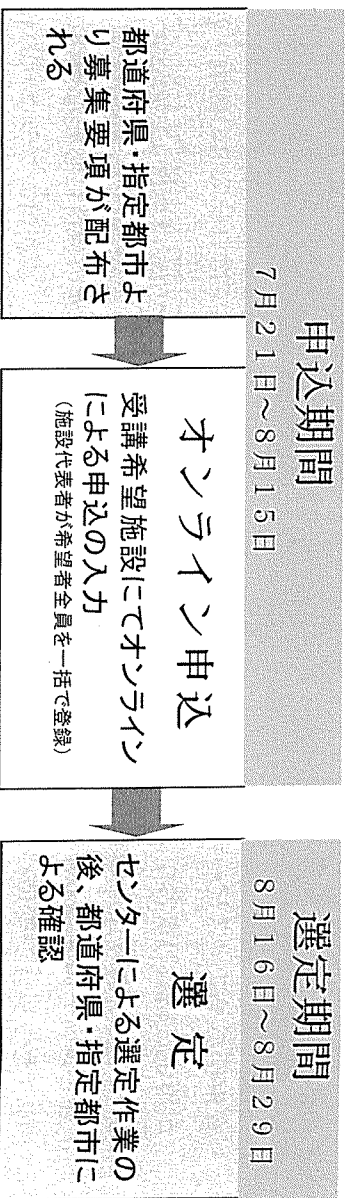 申込期間
7月21日~8月15日
都道府県・指定都市よ
り募集要項が配布さ
れる
オンライン申込
受講希望施設にてオンライン
による申込の入力
(施設代表者が希望者全員を一括で登録)
選定期間
8月16日~8月29日
選定
センターによる選定作業の
後、都道府県・指定都市に
よる確認